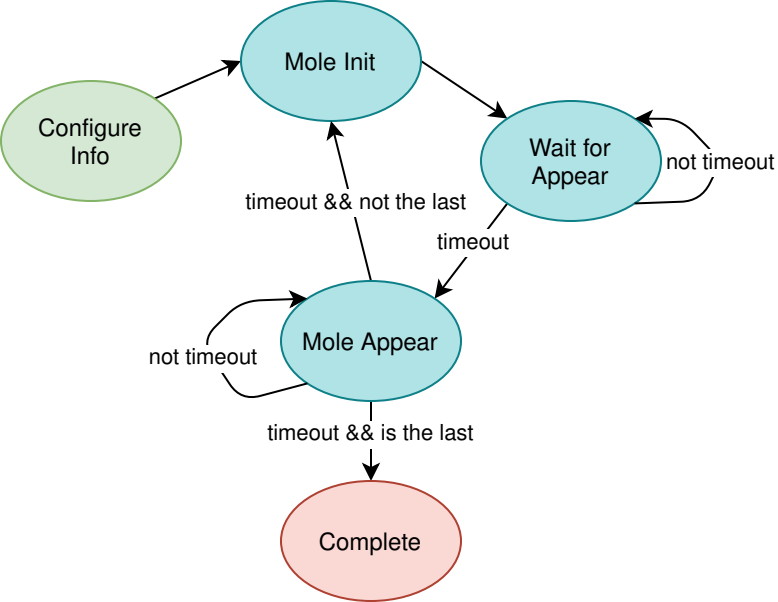 Mole Init
Configure
Info
Wait for
Appear
not timeout
timeout && not the last
timeout
Mole Appear
not timeout
timeout && is the last
Complete